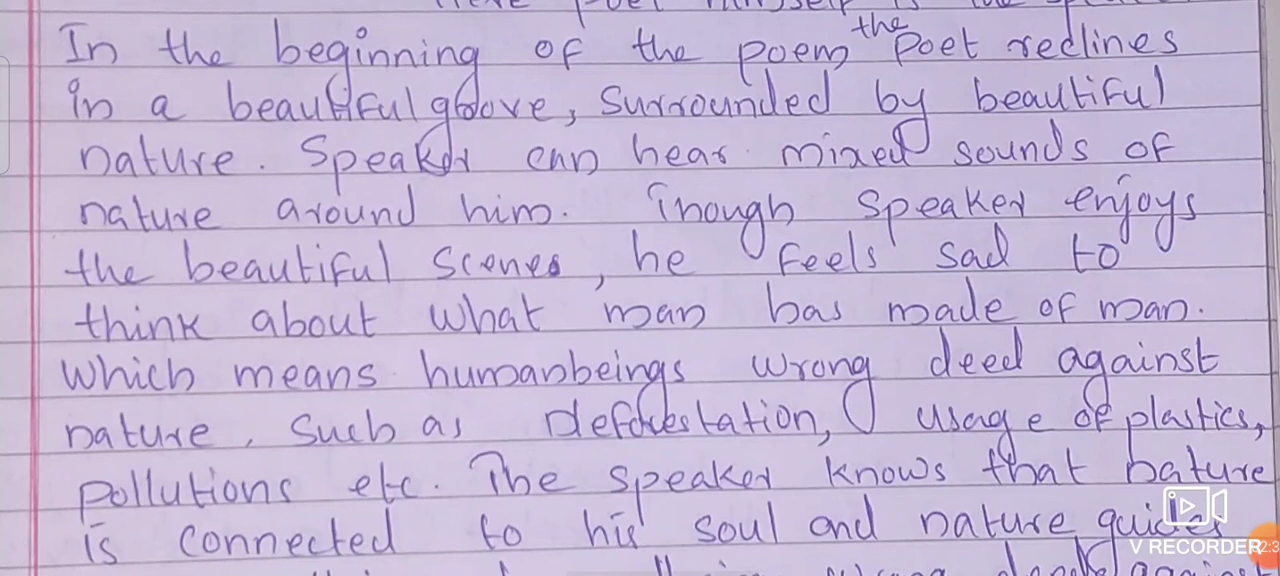 In the beginning of the poem the poet reclines
in a beautiful groove, surrounded by beautiful
nature. Speaker can hear mixed sounds of
nature around him. Though speaker enjoys
the beautiful scenes, he feels sad to
think about what man has made of man.
Which means humanbeings wrong deed against
nature, such as deforestation, usage of plastics,
pollutions etc. The speaker knows that nature
is connected to his soul and nature guides
V RECORDER